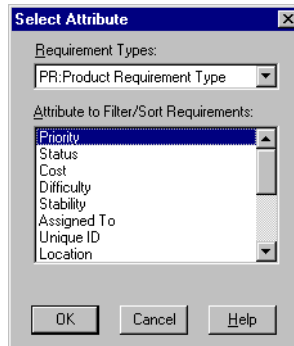 Select Attribute
Requirement Types:
PR:Product Requirement Type
Attribute to Filter/Sort Requirements:
Priority
Status
Cost
Difficulty
Stability
Assigned To
Unique ID
Location
OK Cancel Help